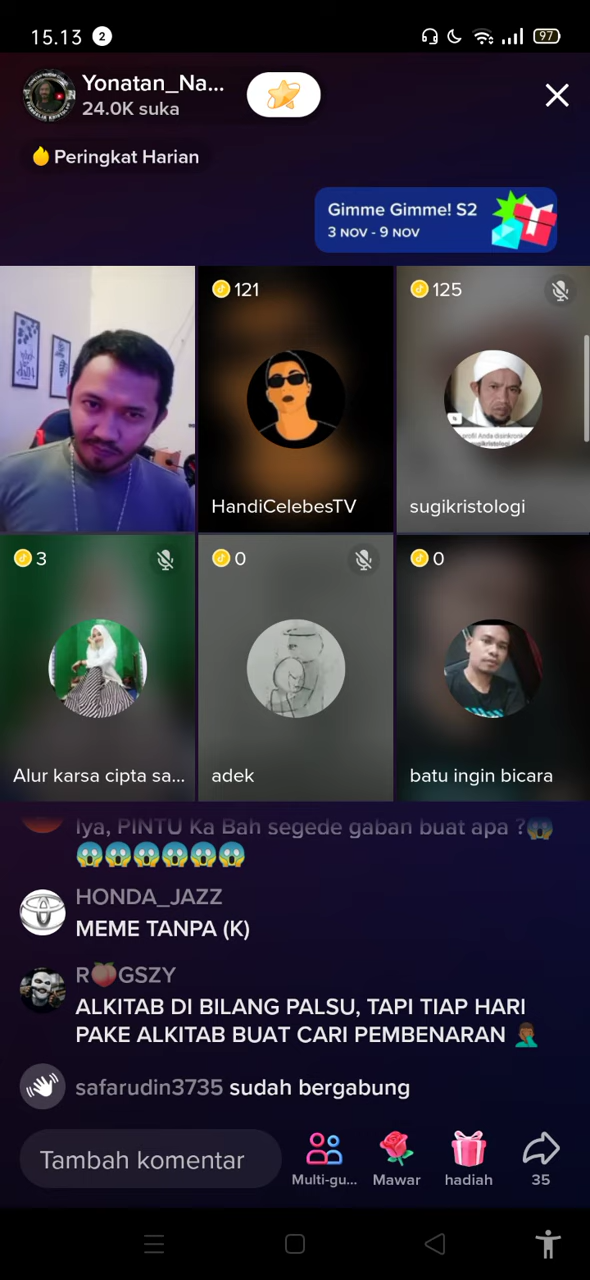 15.13 2 97
Yonatan_Na...
24.0K suka
Peringkat Harian
Gimme Gimme! S2
3 NOV - 9 NOV
121
125
HandiCelebesTV
sugikristologi
3
0
0
Alur karsa cipta sa...
adek
batu ingin bicara
Iya, PINTU Ka Bah segede gaban buat apa ?😱
😱😱😱😱😱😱
HONDA_JAZZ
MEME TANPA (K)
R🍑GSZY
ALKITAB DI BILANG PALSU, TAPI TIAP HARI
PAKE ALKITAB BUAT CARI PEMBENARAN 🤦🏾‍♂️
safarudin3735 sudah bergabung
Tambah komentar
Multi-gu...
Mawar
hadiah
35